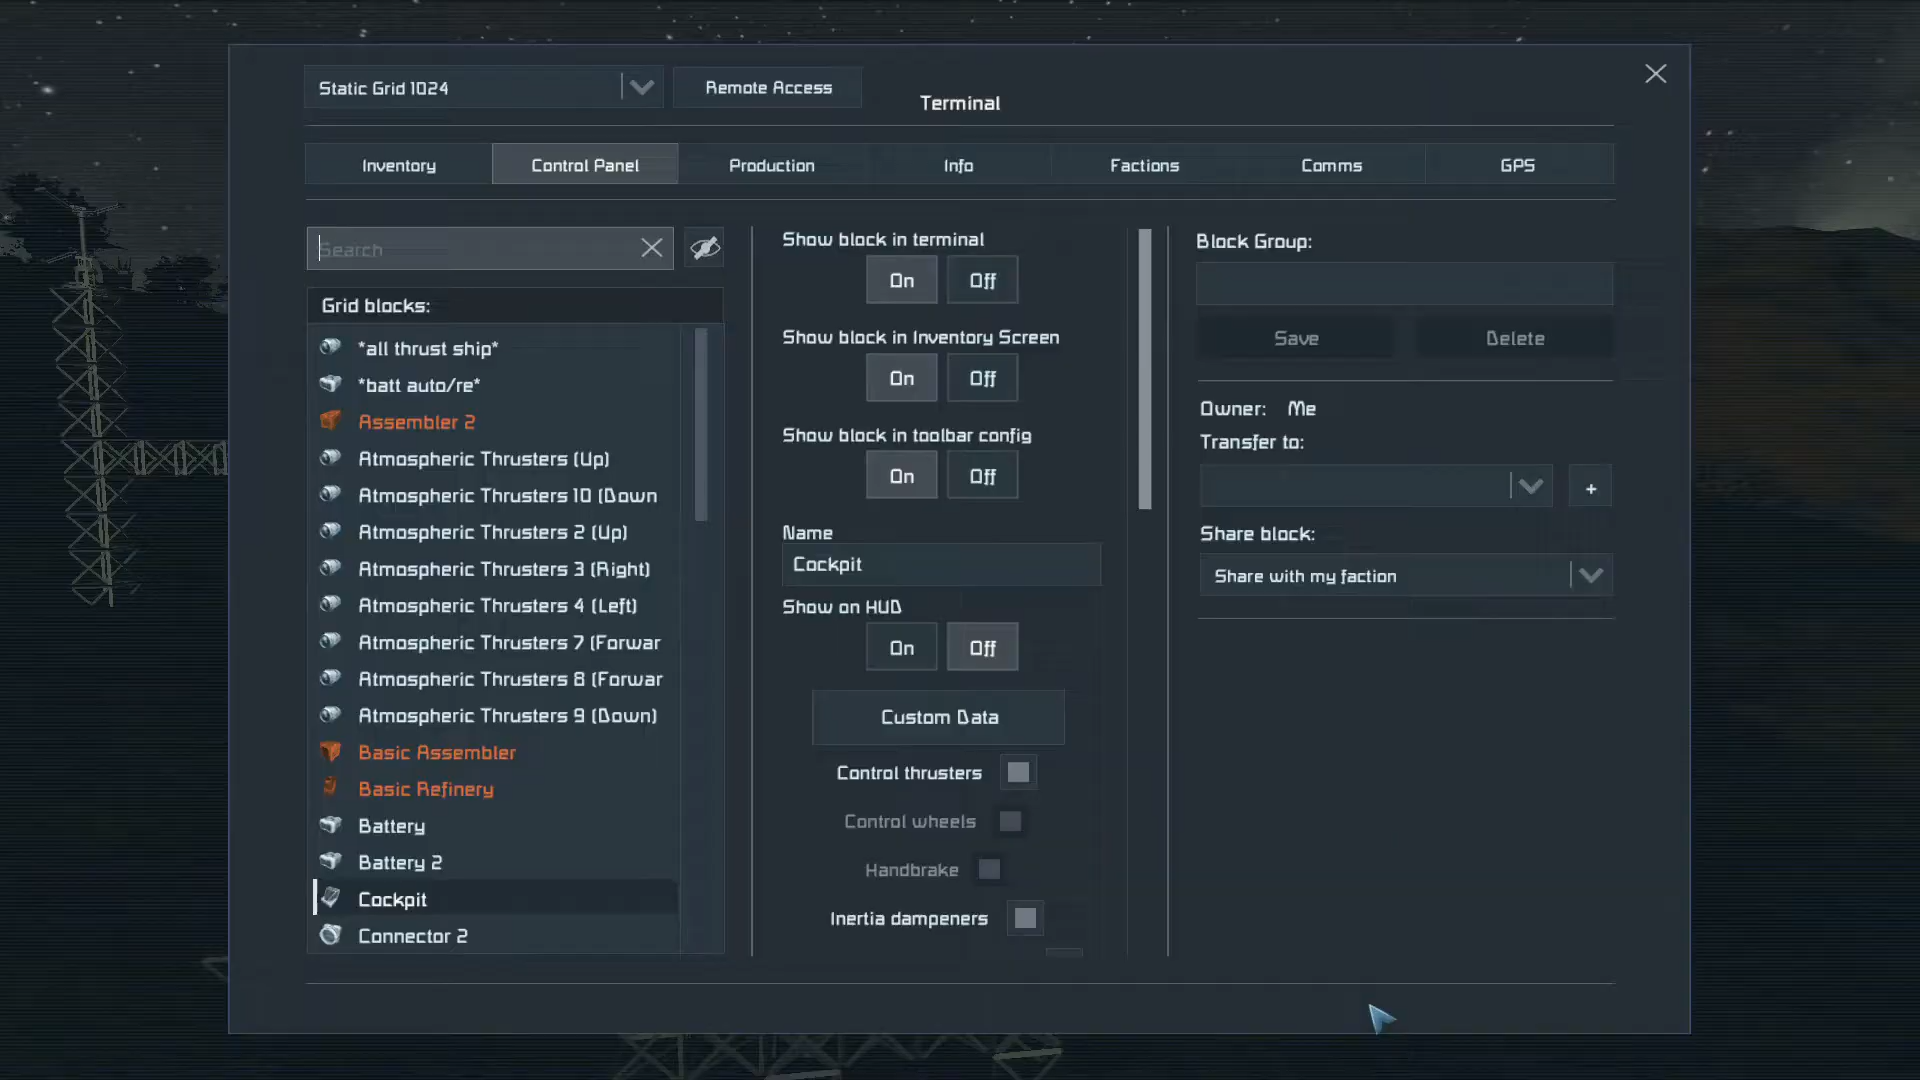 Static Grid 1024
Remote Access
Terminal
Inventory
Control Panel
Production
Info
Factions
Comms
GPS
Search
Grid blocks:
*all thrust ship*
*batt auto/re*
Assembler 2
Atmospheric Thrusters (Up)
Atmospheric Thrusters 10 (Down
Atmospheric Thrusters 2 (Up)
Atmospheric Thrusters 3 (Right)
Atmospheric Thrusters 4 (Left)
Atmospheric Thrusters 7 (Forwar
Atmospheric Thrusters 8 (Forwar
Atmospheric Thrusters 9 (Down)
Basic Assembler
Basic Refinery
Battery
Battery 2
Cockpit
Connector 2
Show block in terminal
On Off
Show block in Inventory Screen
On Off
Show block in toolbar config
On Off
Name
Cockpit
Show on HUD
On Off
Custom Data
Control thrusters
Control wheels
Handbrake
Inertia dampeners
Block Group:
Save Delete
Owner: Me
Transfer to:
+
Share block:
Share with my faction